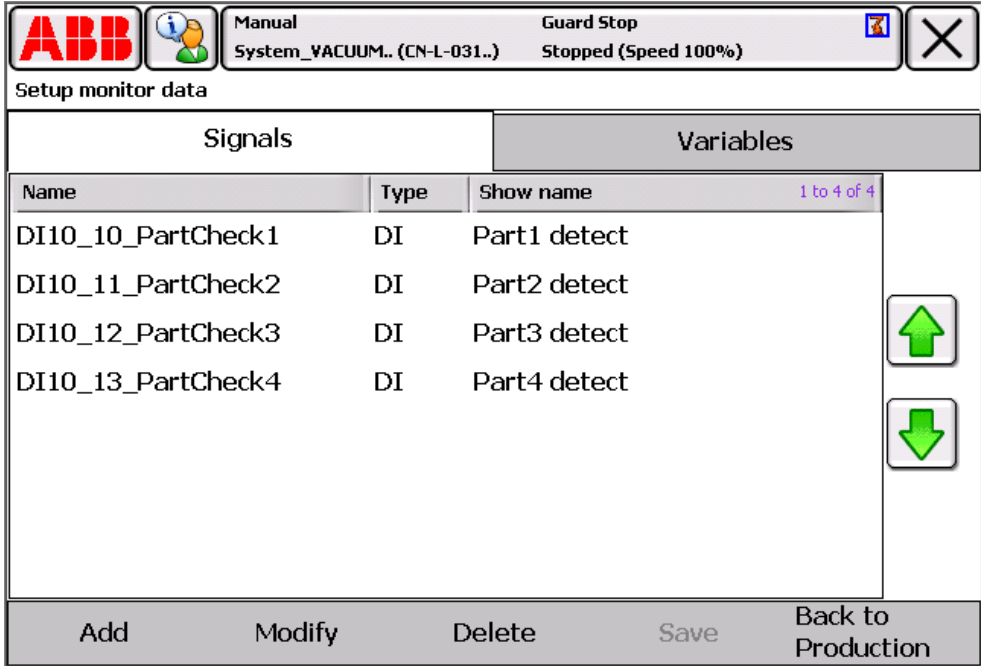 ABB
Manual
System_VACUUM.. (CN-L-031..)
Guard Stop
Stopped (Speed 100%)
Setup monitor data
Signals
Variables
Name Type Show name 1 to 4 of 4
DI10_10_PartCheck1 DI Part1 detect
DI10_11_PartCheck2 DI Part2 detect
DI10_12_PartCheck3 DI Part3 detect
DI10_13_PartCheck4 DI Part4 detect
Add
Modify
Delete
Save
Back to
Production